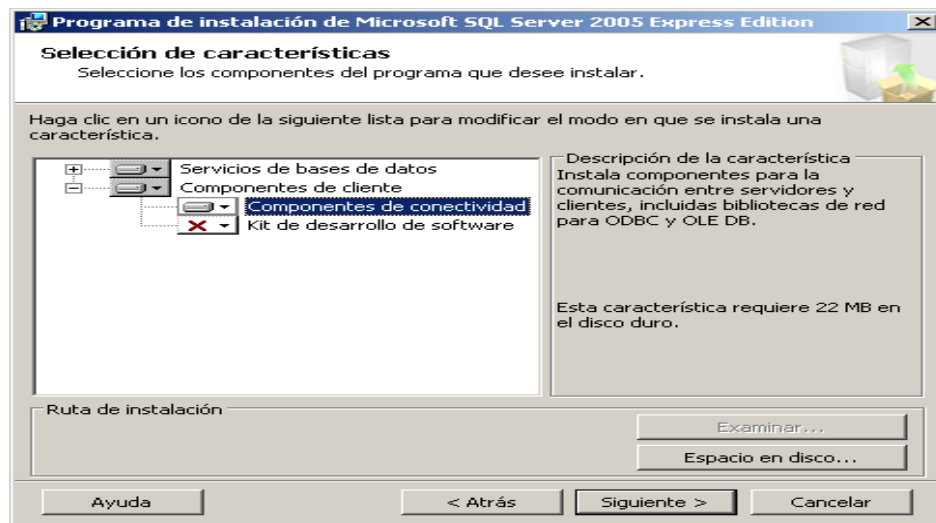 Programa de instalación de Microsoft SQL Server 2005 Express Edition
Selección de características
Seleccione los componentes del programa que desee instalar.
Haga clic en un icono de la siguiente lista para modificar el modo en que se instala una
característica.
Servicios de bases de datos
Componentes de cliente
Componentes de conectividad
Kit de desarrollo de software
Descripción de la característica
Instala componentes para la
comunicación entre servidores y
clientes, incluidas bibliotecas de red
para ODBC y OLE DB.
Esta característica requiere 22 MB en
el disco duro.
Ruta de instalación
Examinar...
Espacio en disco...
Ayuda
< Atrás
Siguiente >
Cancelar